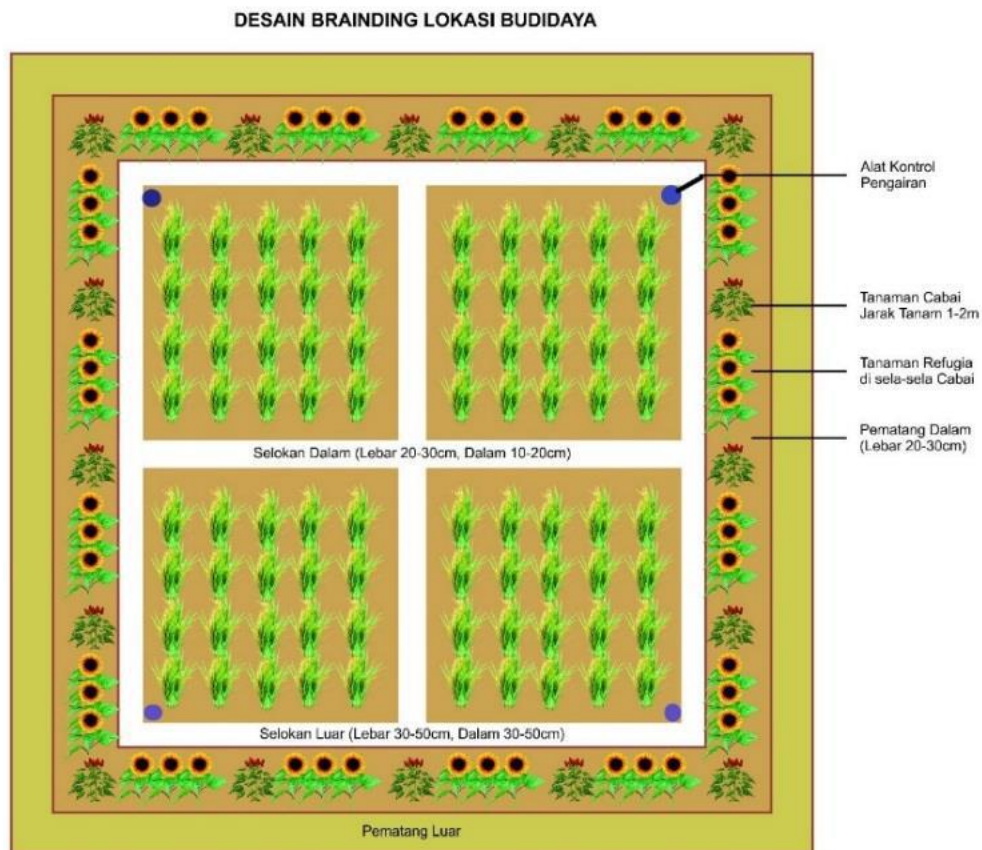 DESAIN BRAINDING LOKASI BUDIDAYA
Alat Kontrol
Pengairan
Tanaman Cabai
Jarak Tanam 1-2m
Tanaman Refugia
di sela-sela Cabai
Pematang Dalam
(Lebar 20-30cm)
Selokan Dalam (Lebar 20-30cm, Dalam 10-20cm)
Selokan Luar (Lebar 30-50cm, Dalam 30-50cm)
Pematang Luar